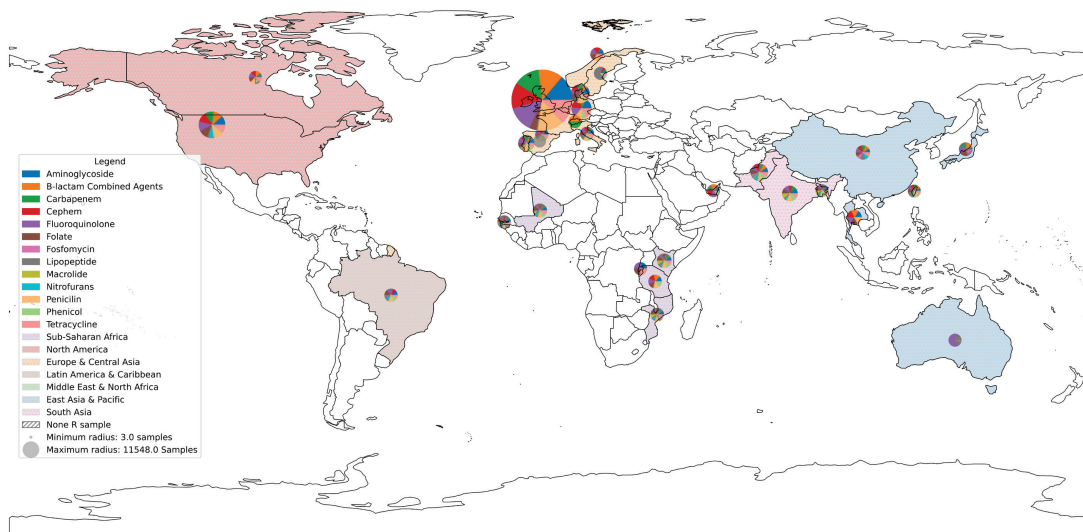 Legend
Aminoglycoside
B-lactam Combined Agents
Carbapenem
Cephem
Fluoroquinolone
Folate
Fosfomycin
Lipopeptide
Macrolide
Nitrofurans
Penicilin
Phenicol
Tetracycline
Sub-Saharan Africa
North America
Europe & Central Asia
Latin America & Caribbean
Middle East & North Africa
East Asia & Pacific
South Asia
None R sample
Minimum radius: 3.0 samples
Maximum radius: 11548.0 Samples